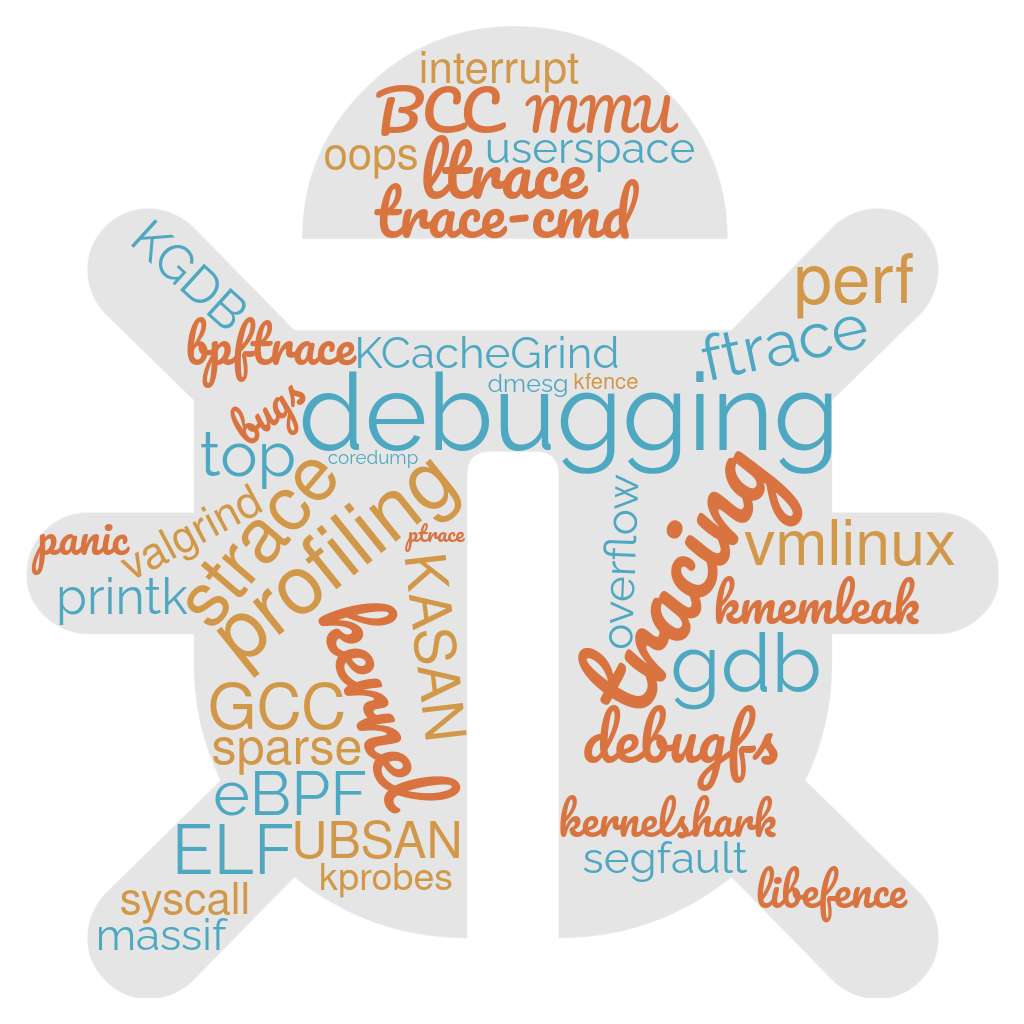 interrupt
BCC mmu
oops userspace
ltrace
trace-cmd
KGDB
perf
ftrace
bpftrace KCacheGrind
dmesg kfence
debugging
bugs
top
coredump
strace
valgrind
profiling
ptrace
panic
printk
KASAN
kernel
overflow
tracing
vmlinux
kmemleak
gdb
GCC
sparse
debugfs
eBPF
ELF UBSAN
kernelshark
segfault
kprobes
libefence
syscall
massif